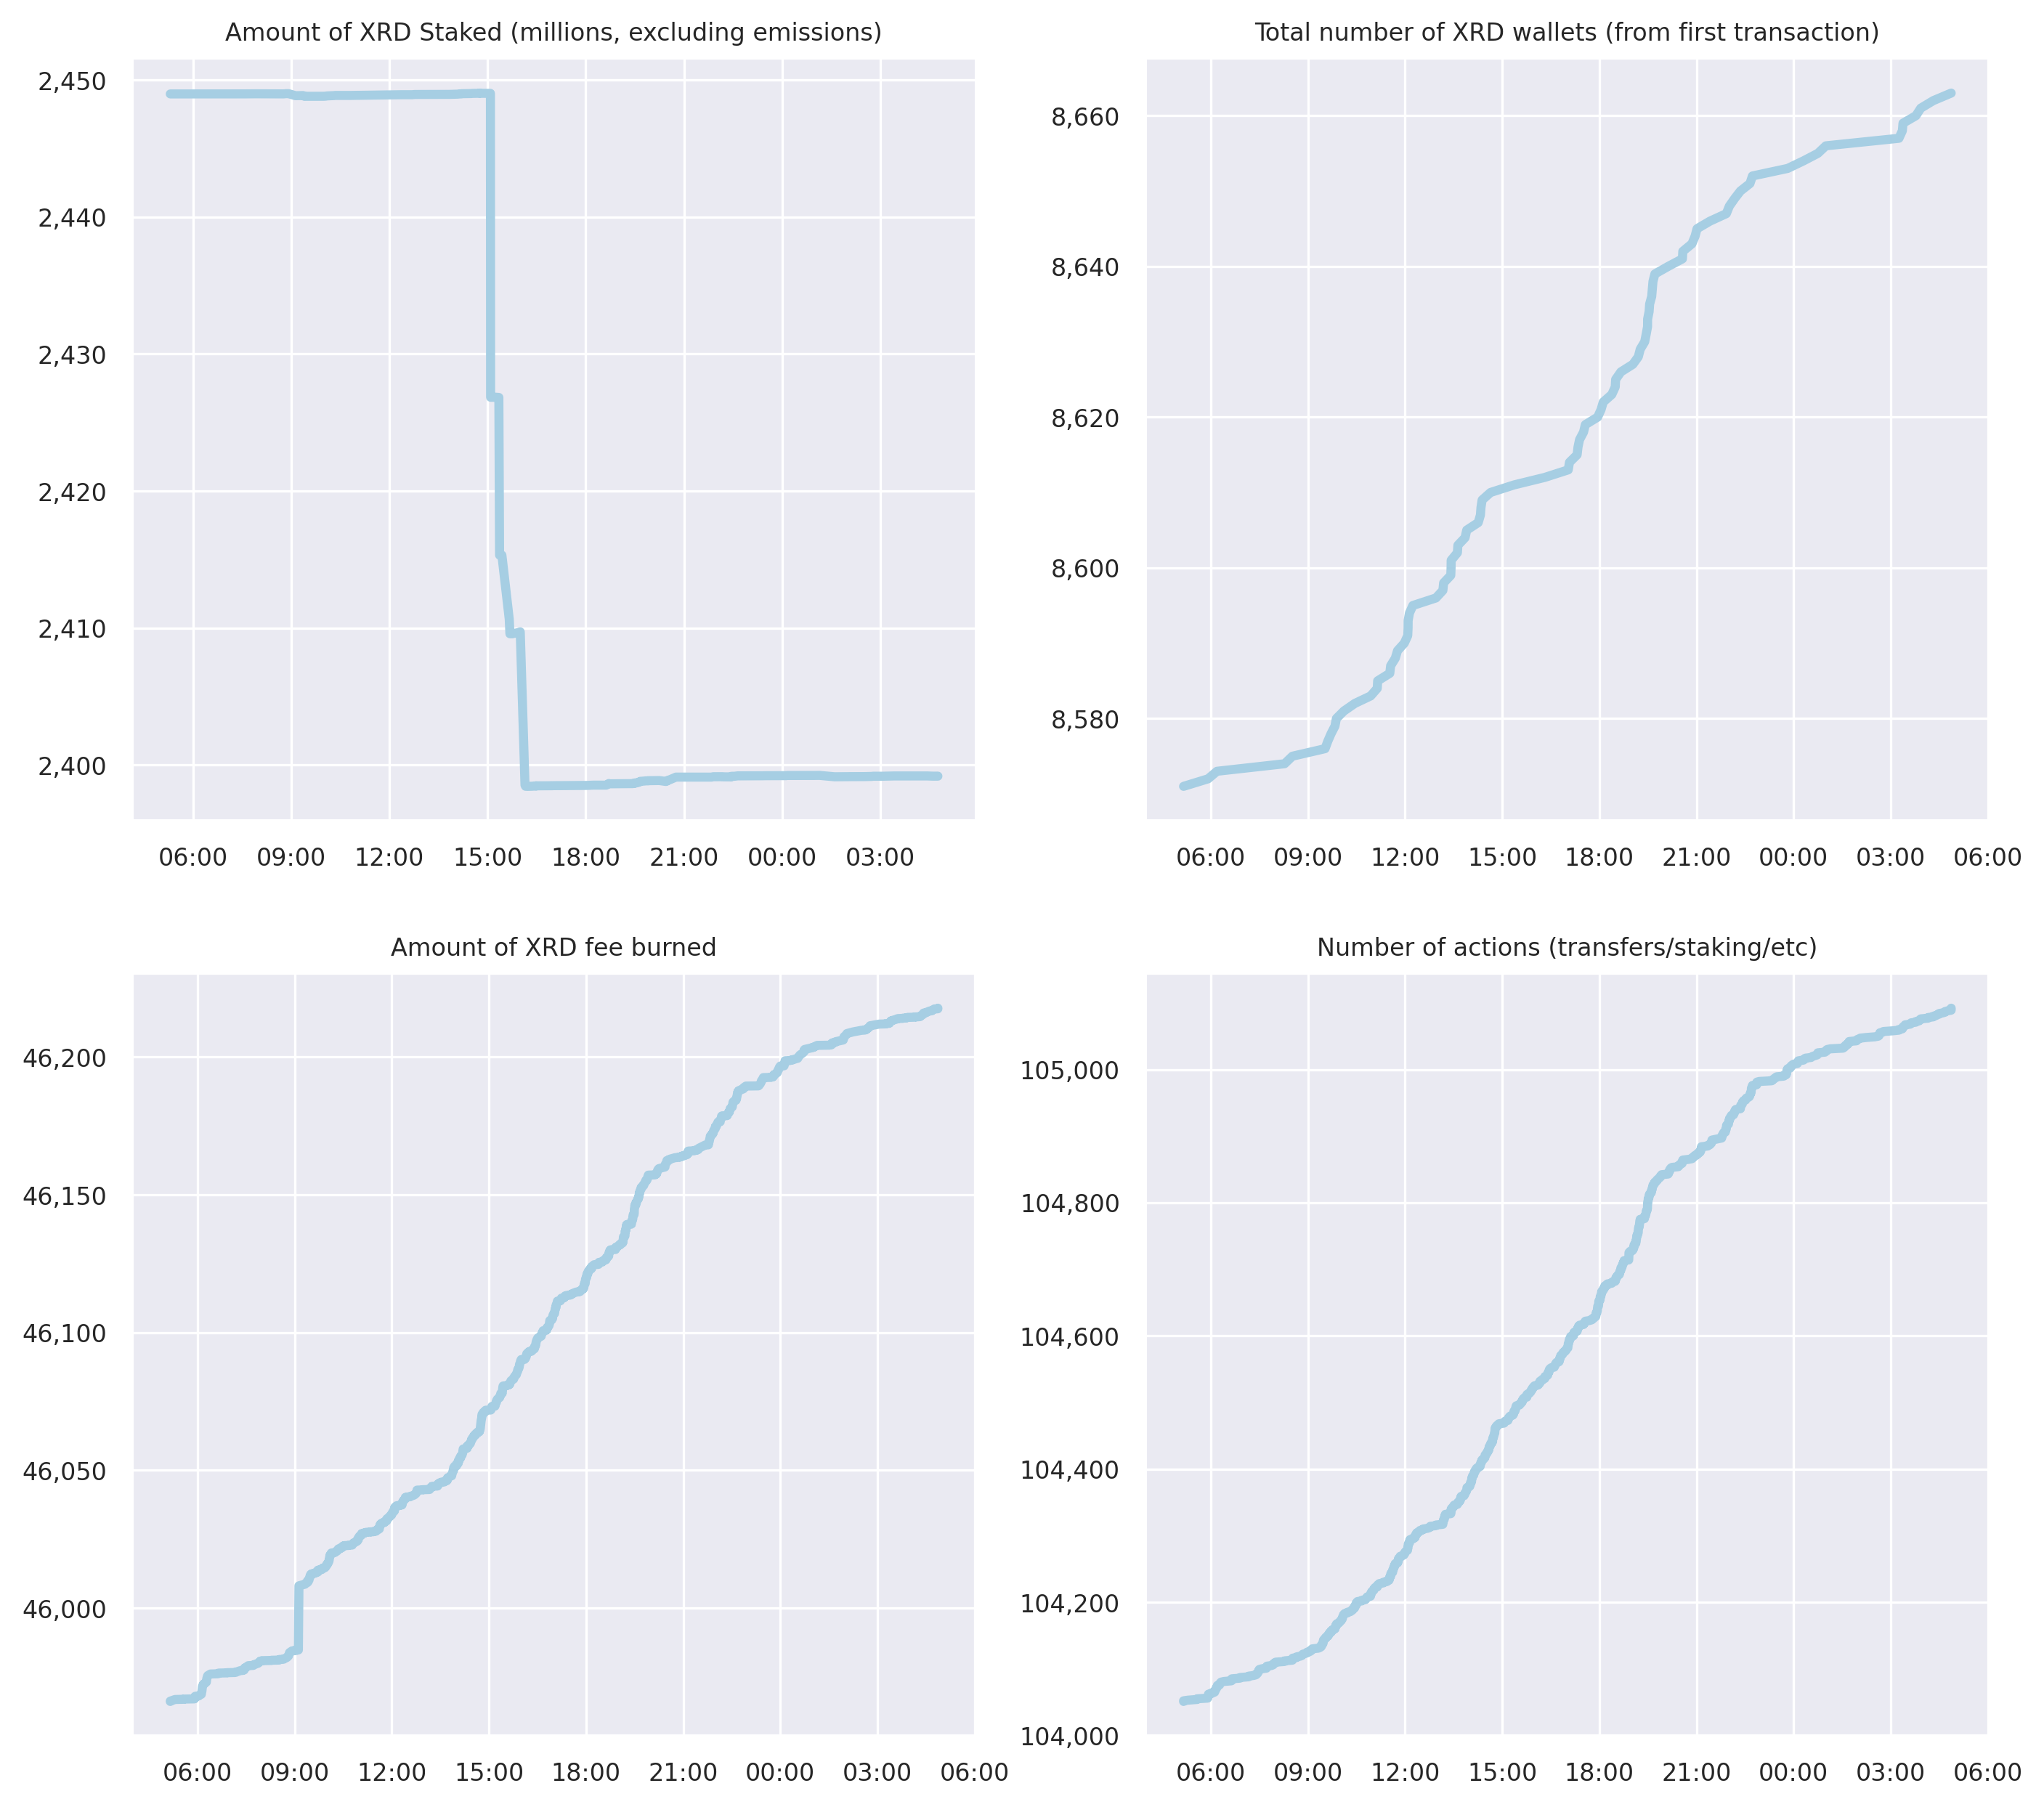 Amount of XRD Staked (millions, excluding emissions)
2,450
2,440
2,430
2,420
2,410
2,400
06:00 09:00 12:00 15:00 18:00 21:00 00:00 03:00
Total number of XRD wallets (from first transaction)
8,660
8,640
8,620
8,600
8,580
06:00 09:00 12:00 15:00 18:00 21:00 00:00 03:00 06:00
Amount of XRD fee burned
46,200
46,150
46,100
46,050
46,000
06:00 09:00 12:00 15:00 18:00 21:00 00:00 03:00 06:00
Number of actions (transfers/staking/etc)
105,000
104,800
104,600
104,400
104,200
104,000
06:00 09:00 12:00 15:00 18:00 21:00 00:00 03:00 06:00